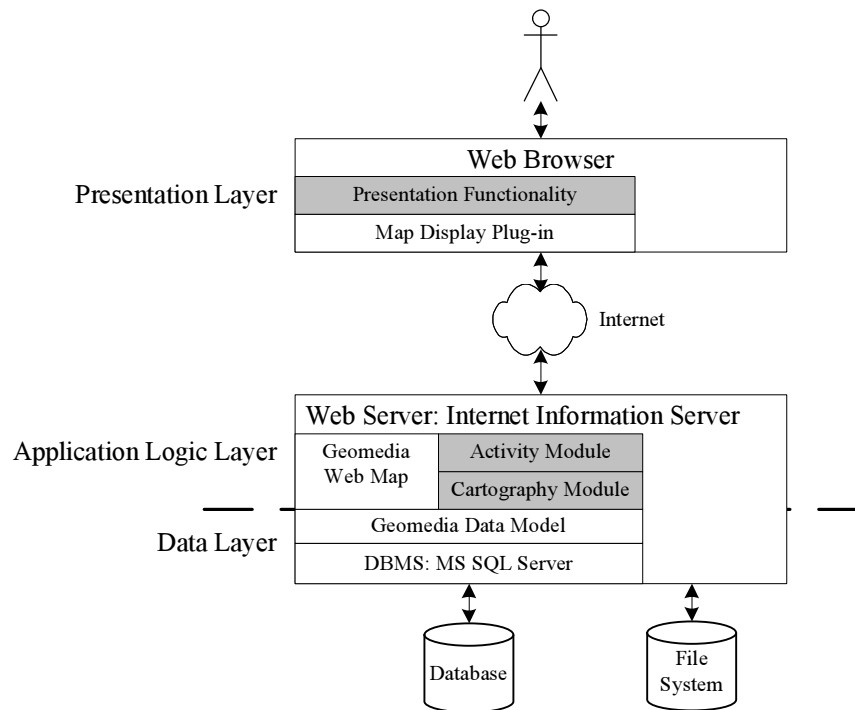 Web Browser
Presentation Layer
Presentation Functionality
Map Display Plug-in
Internet
Web Server: Internet Information Server
Application Logic Layer
Geomedia
Web Map
Activity Module
Cartography Module
Data Layer
Geomedia Data Model
DBMS: MS SQL Server
Database
File
System